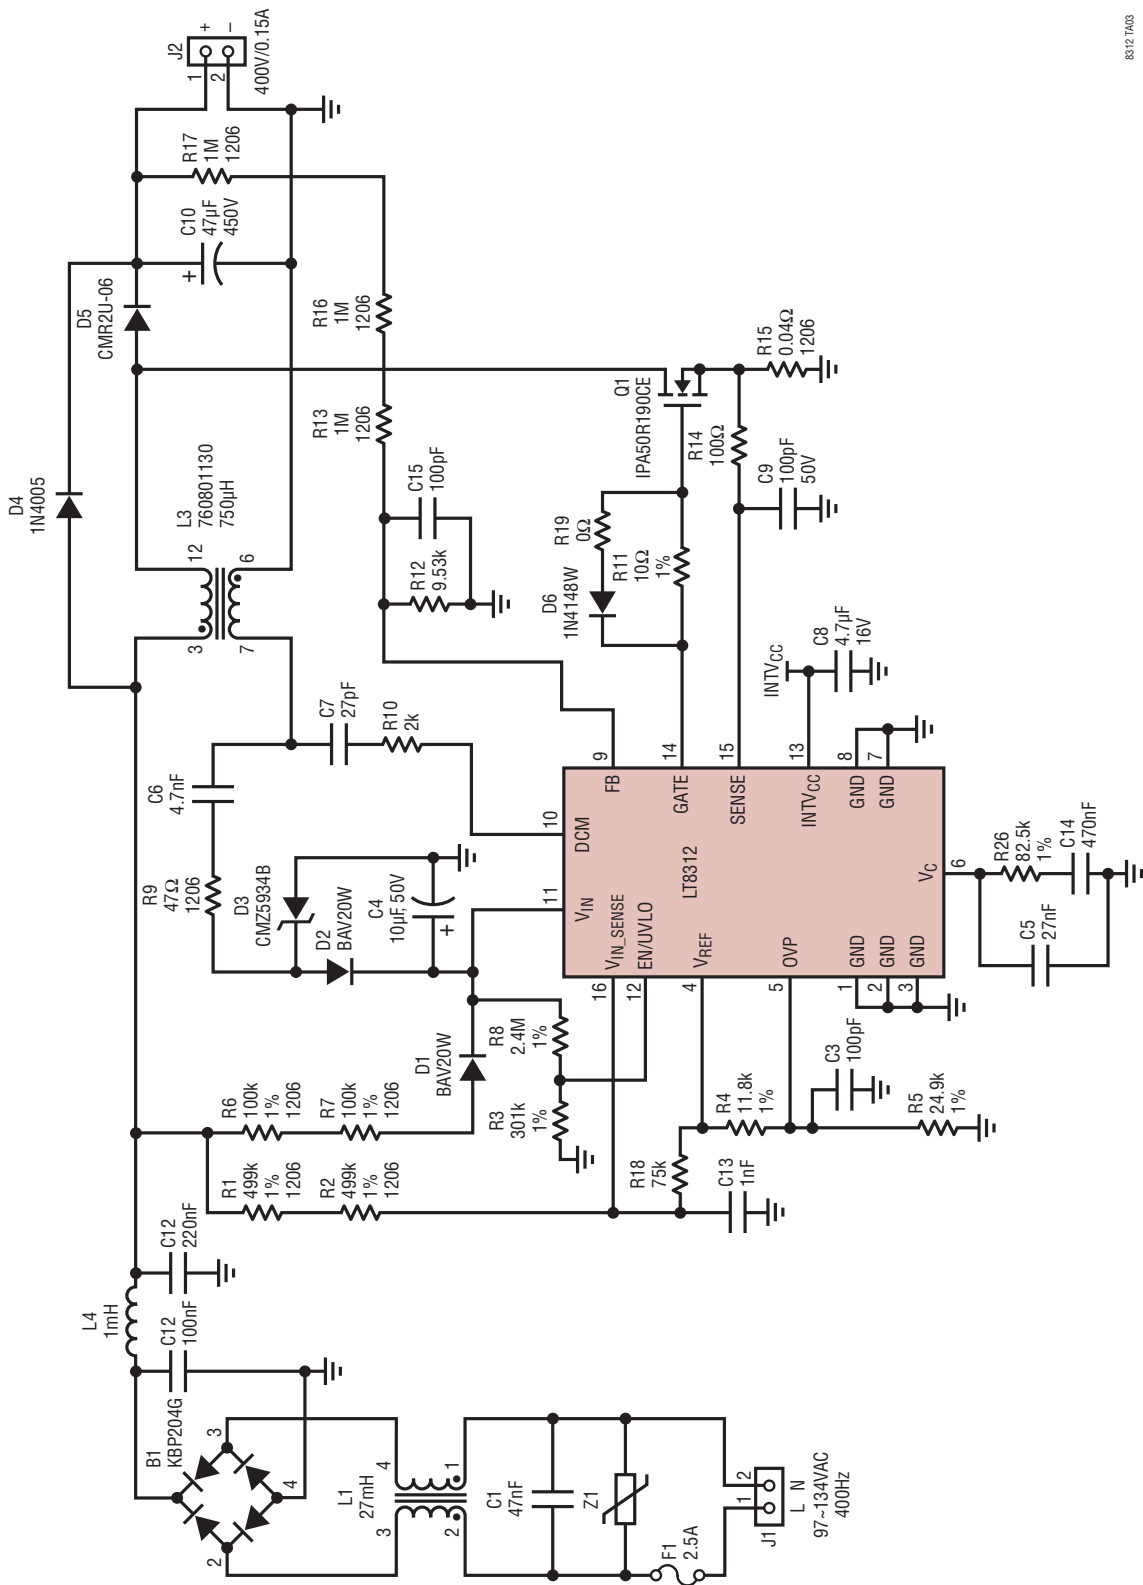 B1
KBP204G
2
3
4
L4
1mH
C12
100nF
C12
220nF
L1
27mH
3
4
2
1
C1
47nF
Z1
F1
2.5A
J1
1
2
L
N
97~134VAC
400Hz
R1
499k
1%
1206
R2
499k
1%
1206
R6
100k
1%
1206
R7
100k
1%
1206
D1
BAV20W
R3
301k
1%
R8
2.4M
1%
R18
75k
C13
1nF
R4
11.8k
1%
C3
100pF
R5
24.9k
1%
R9
47Ω
1206
C6
4.7nF
D3
CMZ5934B
D2
BAV20W
C4
10µF, 50V
+
C7
27pF
R10
2k
D4
1N4005
L3
760801130
750µH
3
12
7
6
D5
CMR2U-06
C10
47µF
450V
+
R17
1M
1206
J2
1
+
2
–
400V/0.15A
R16
1M
1206
R13
1M
1206
C15
100pF
R12
9.53k
Q1
IPA50R190CE
R15
0.04Ω
1206
R14
100Ω
C9
100pF
50V
R19
0Ω
D6
1N4148W
R11
10Ω
1%
INTVCC
C8
4.7µF
16V
LT8312
16
VIN_SENSE
12
EN/UVLO
4
VREF
5
OVP
1
GND
2
GND
3
GND
11
VIN
10
DCM
9
FB
14
GATE
15
SENSE
13
INTVCC
8
GND
7
GND
VC
6
R26
82.5k
1%
C14
470nF
C5
27nF
8312 TA03